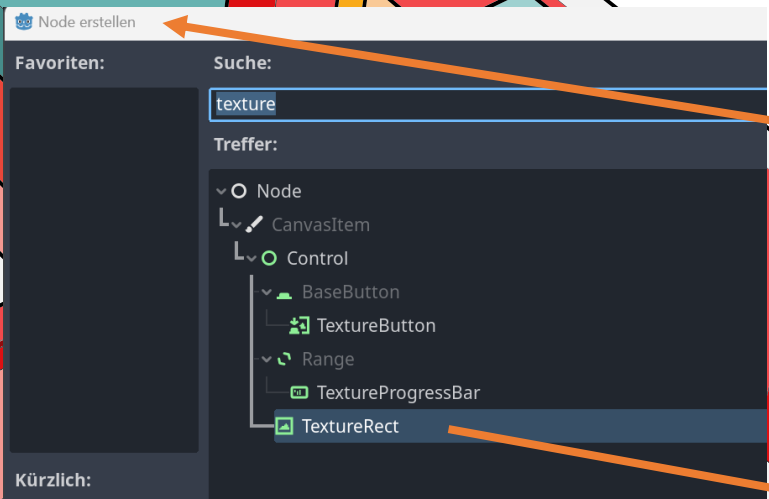 Node erstellen
Favoriten:
Suche:
texture
Treffer:
Node
CanvasItem
Control
BaseButton
TextureButton
Range
TextureProgressBar
TextureRect
Kürzlich: